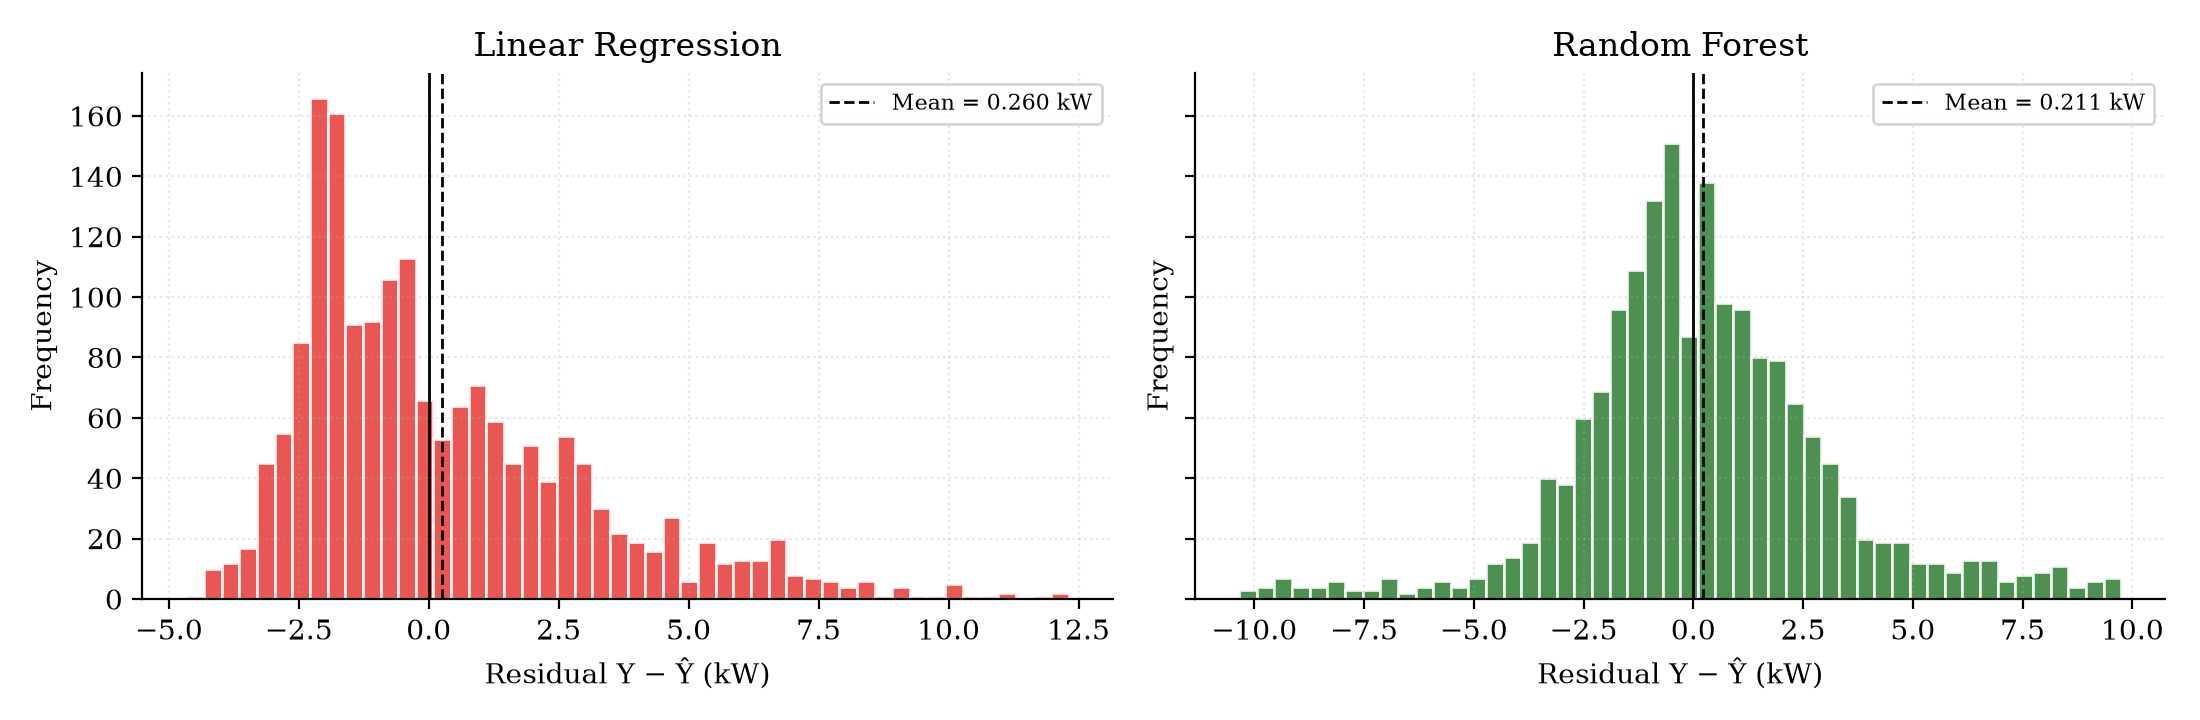 Linear Regression
Mean = 0.260 kW
Frequency
160
140
120
100
80
60
40
20
0
−5.0 −2.5 0.0 2.5 5.0 7.5 10.0 12.5
Residual Y − Ŷ (kW)
Random Forest
Mean = 0.211 kW
Frequency
−10.0 −7.5 −5.0 −2.5 0.0 2.5 5.0 7.5 10.0
Residual Y − Ŷ (kW)